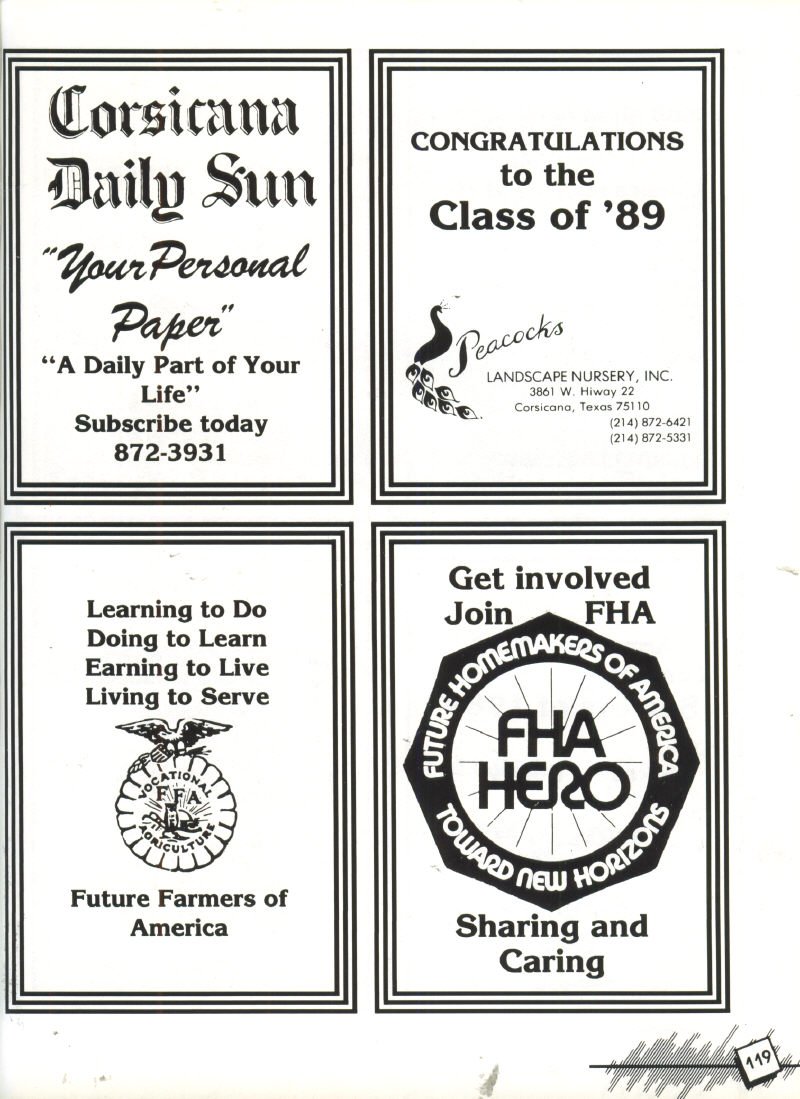 Corsicana
Daily Sun
"Your Personal
Paper"
"A Daily Part of Your
Life"
Subscribe today
872-3931
CONGRATULATIONS
to the
Class of '89
Peacocks
LANDSCAPE NURSERY, INC.
3861 W. Hiway 22
Corsicana, Texas 75110
(214) 872-6421
(214) 872-5331
Learning to Do
Doing to Learn
Earning to Live
Living to Serve
VOCATIONAL
FFA
AGRICULTURE
Future Farmers of
America
Get involved
Join FHA
FUTURE HOMEMAKERS OF AMERICA
FHA
HERO
TOWARD NEW HORIZONS
Sharing and
Caring
119